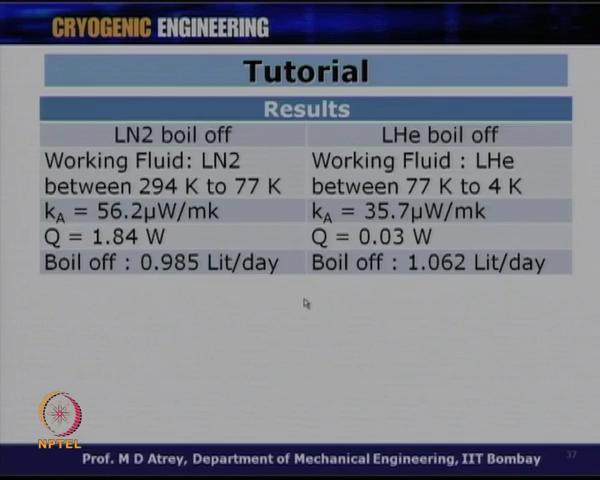 CRYOGENIC ENGINEERING
Tutorial
Results
LN2 boil off
LHe boil off
Working Fluid: LN2
between 294 K to 77 K
Working Fluid : LHe
between 77 K to 4 K
kA = 56.2µW/mk
kA = 35.7µW/mk
Q = 1.84 W
Q = 0.03 W
Boil off : 0.985 Lit/day
Boil off : 1.062 Lit/day
NPTEL
Prof. M D Atrey, Department of Mechanical Engineering, IIT Bombay
37